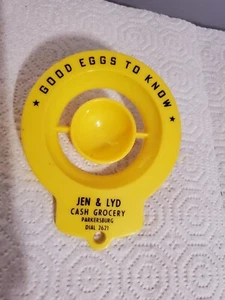 ★ GOOD EGGS TO KNOW ★
JEN & LYD
CASH GROCERY
PARKERSBURG
DIAL 2621